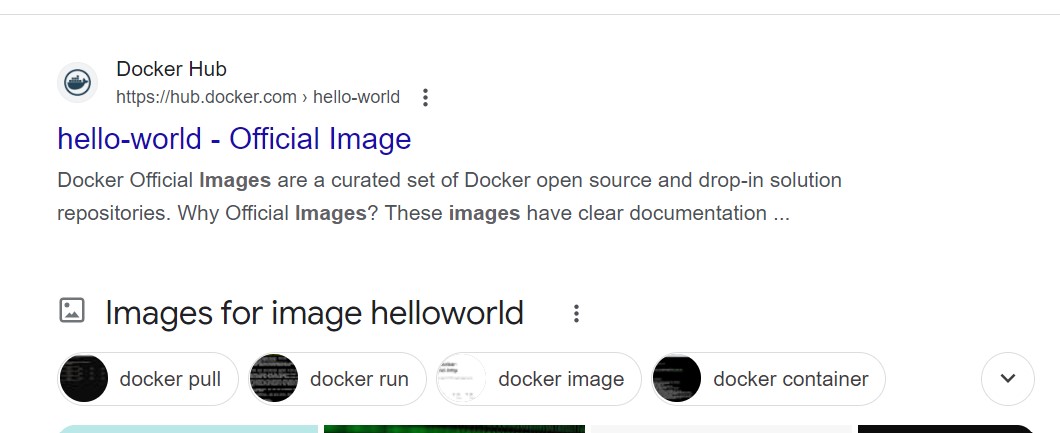 Docker Hub
https://hub.docker.com › hello-world
hello-world - Official Image
Docker Official Images are a curated set of Docker open source and drop-in solution
repositories. Why Official Images? These images have clear documentation ...
Images for image helloworld
docker pull
docker run
docker image
docker container